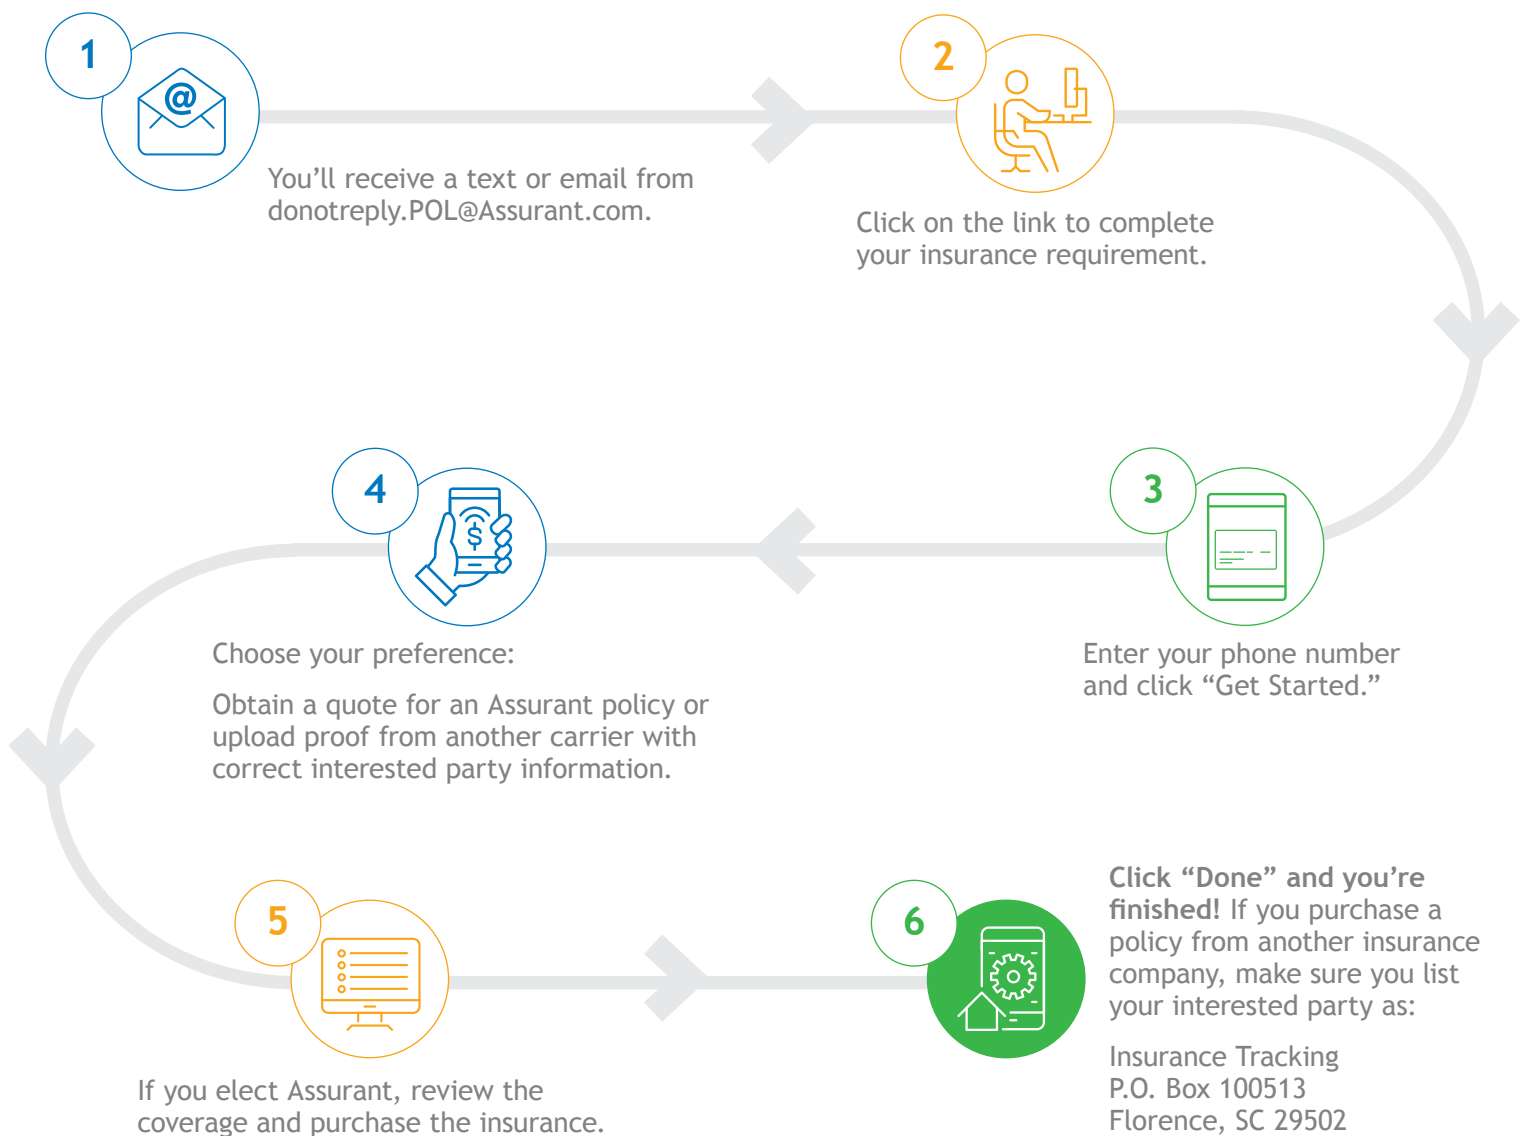 1
@
You’ll receive a text or email from
donotreply.POL@Assurant.com.
2
Click on the link to complete
your insurance requirement.
3
Enter your phone number
and click “Get Started.”
4
$
Choose your preference:
Obtain a quote for an Assurant policy or
upload proof from another carrier with
correct interested party information.
5
If you elect Assurant, review the
coverage and purchase the insurance.
6
Click “Done” and you’re
finished! If you purchase a
policy from another insurance
company, make sure you list
your interested party as:
Insurance Tracking
P.O. Box 100513
Florence, SC 29502